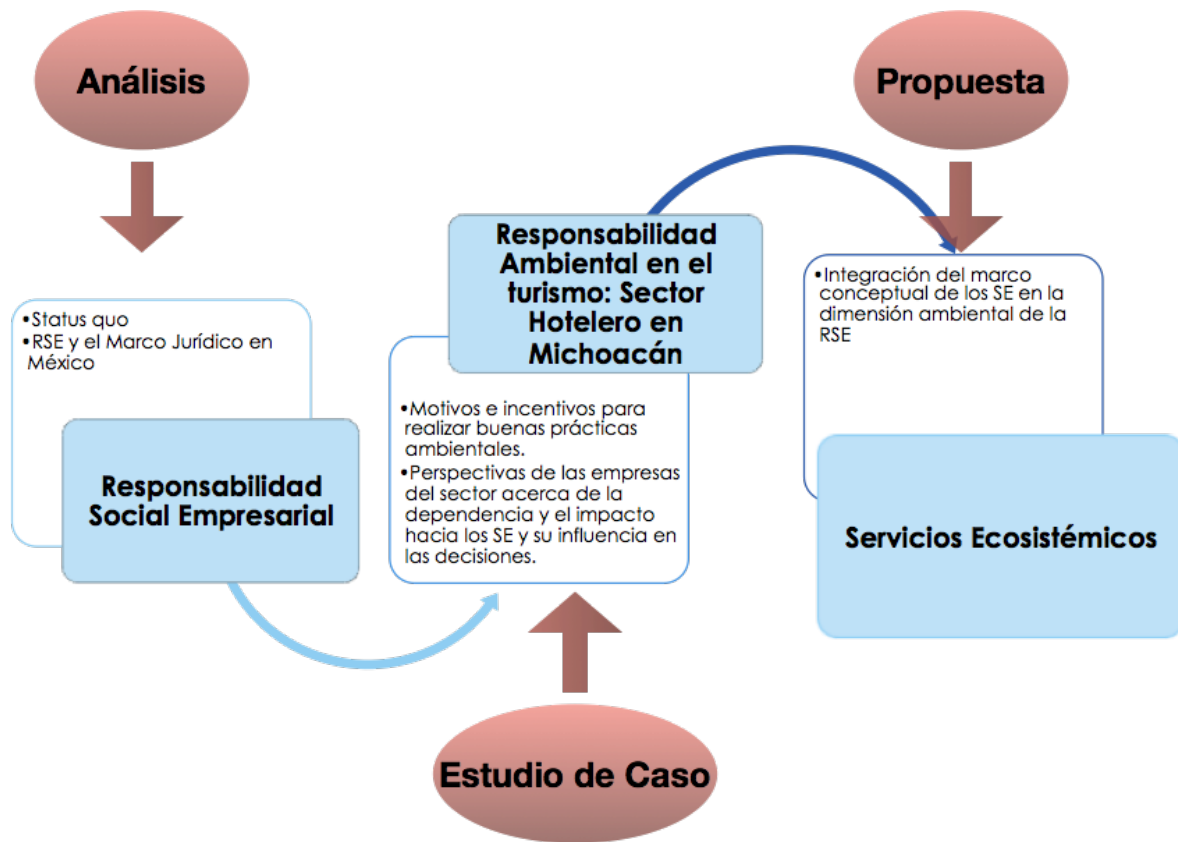 Análisis
•Status quo
•RSE y el Marco Jurídico en
México
Responsabilidad
Social Empresarial
Responsabilidad
Ambiental en el
turismo: Sector
Hotelero en
Michoacán
•Motivos e incentivos para
realizar buenas prácticas
ambientales.
•Perspectivas de las empresas
del sector acerca de la
dependencia y el impacto
hacia los SE y su influencia en
las decisiones.
Estudio de Caso
Propuesta
•Integración del marco
conceptual de los SE en la
dimensión ambiental de la
RSE
Servicios Ecosistémicos